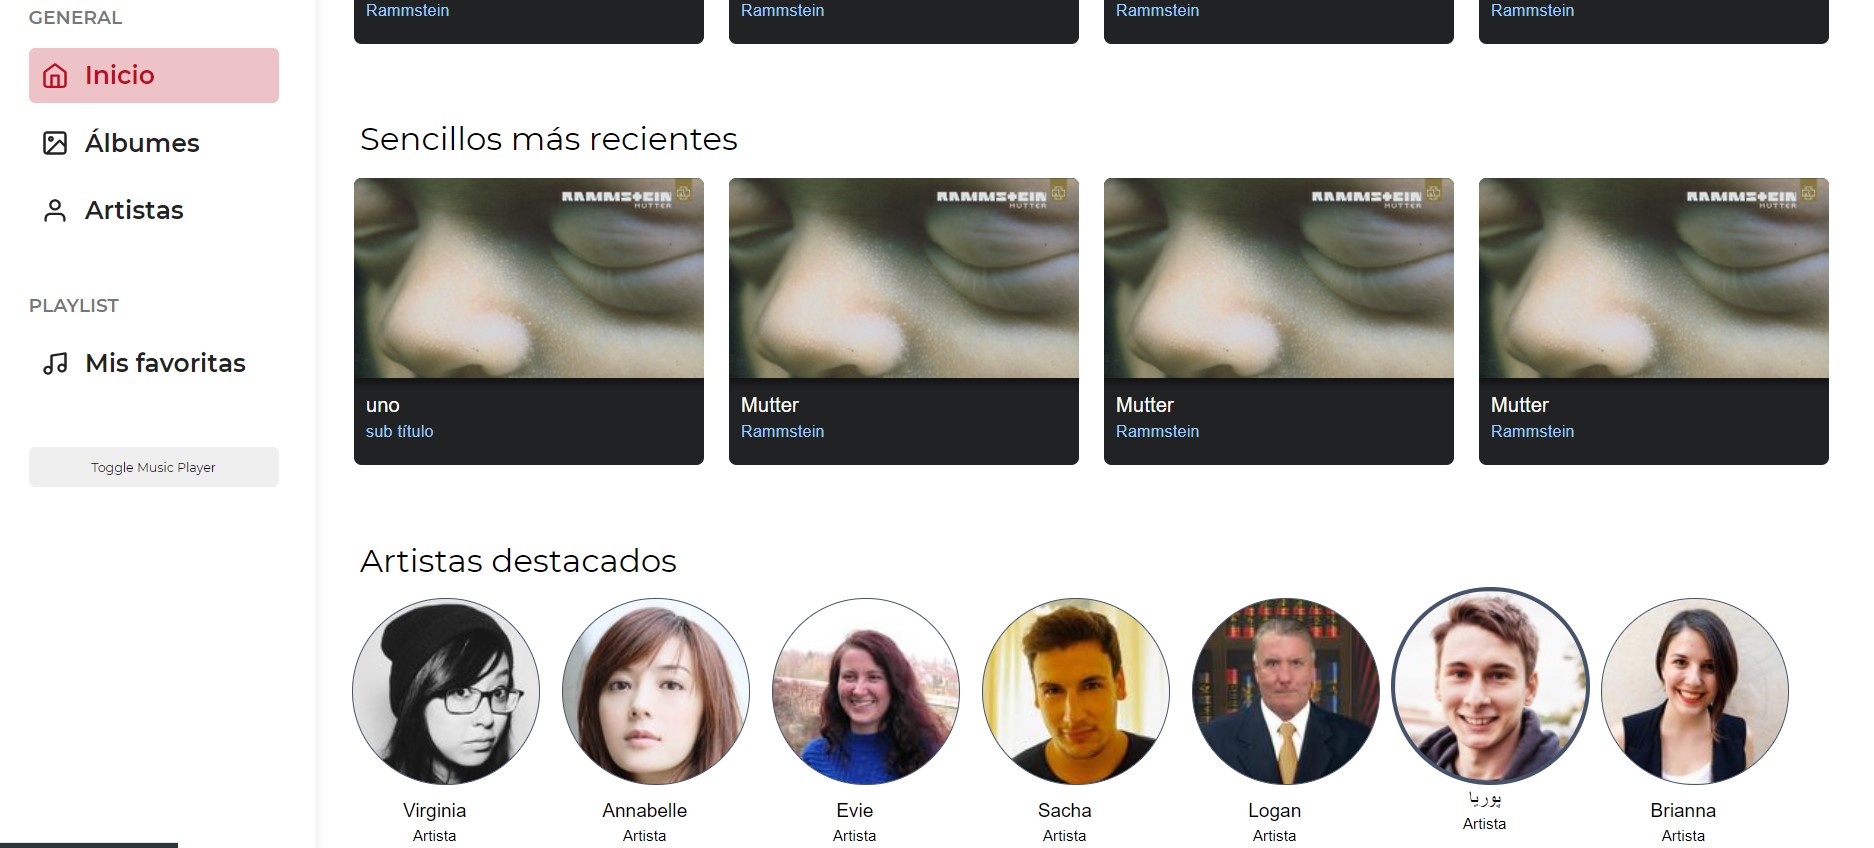 GENERAL
Inicio
Álbumes
Artistas
PLAYLIST
Mis favoritas
Toggle Music Player
Rammstein
Rammstein
Rammstein
Rammstein
Sencillos más recientes
RAMMSTEIN
MUTTER
RAMMSTEIN
MUTTER
RAMMSTEIN
MUTTER
RAMMSTEIN
MUTTER
uno
sub título
Mutter
Rammstein
Mutter
Rammstein
Mutter
Rammstein
Artistas destacados
Virginia
Artista
Annabelle
Artista
Evie
Artista
Sacha
Artista
Logan
Artista
پوریا
Artista
Brianna
Artista